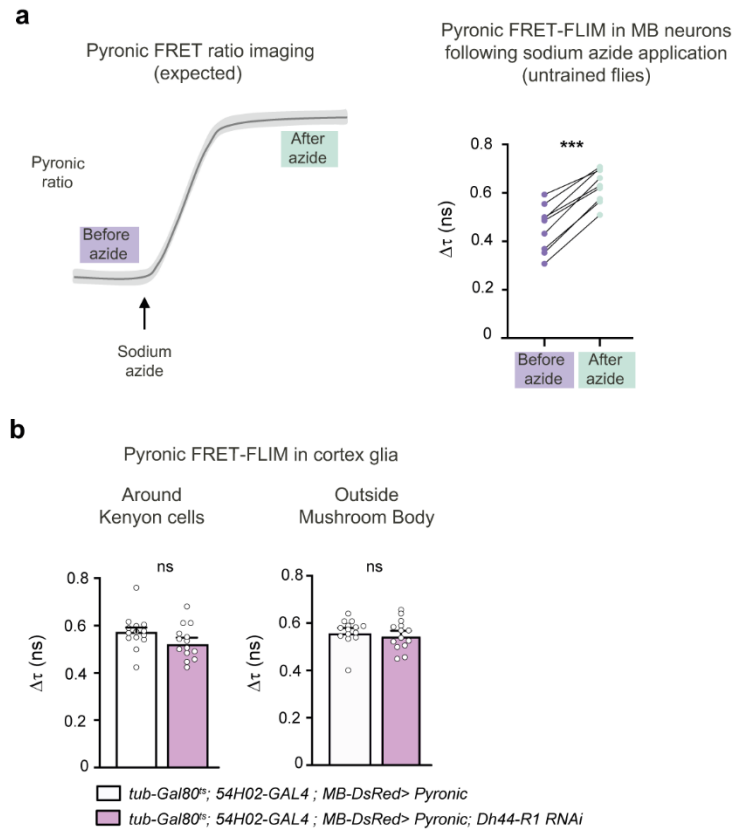 a
Pyronic FRET ratio imaging
(expected)
Pyronic
ratio
Before
azide
After
azide
Sodium
azide
Pyronic FRET-FLIM in MB neurons
following sodium azide application
(untrained flies)
***
0.8
0.6
0.4
0.2
0
Δτ (ns)
Before
azide
After
azide
b
Pyronic FRET-FLIM in cortex glia
Around
Kenyon cells
ns
0.8
0.6
0.4
0.2
0
Δτ (ns)
Outside
Mushroom Body
ns
0.8
0.6
0.4
0.2
0
Δτ (ns)
tub-Gal80ts; 54H02-GAL4 ; MB-DsRed> Pyronic
tub-Gal80ts; 54H02-GAL4 ; MB-DsRed> Pyronic; Dh44-R1 RNAi